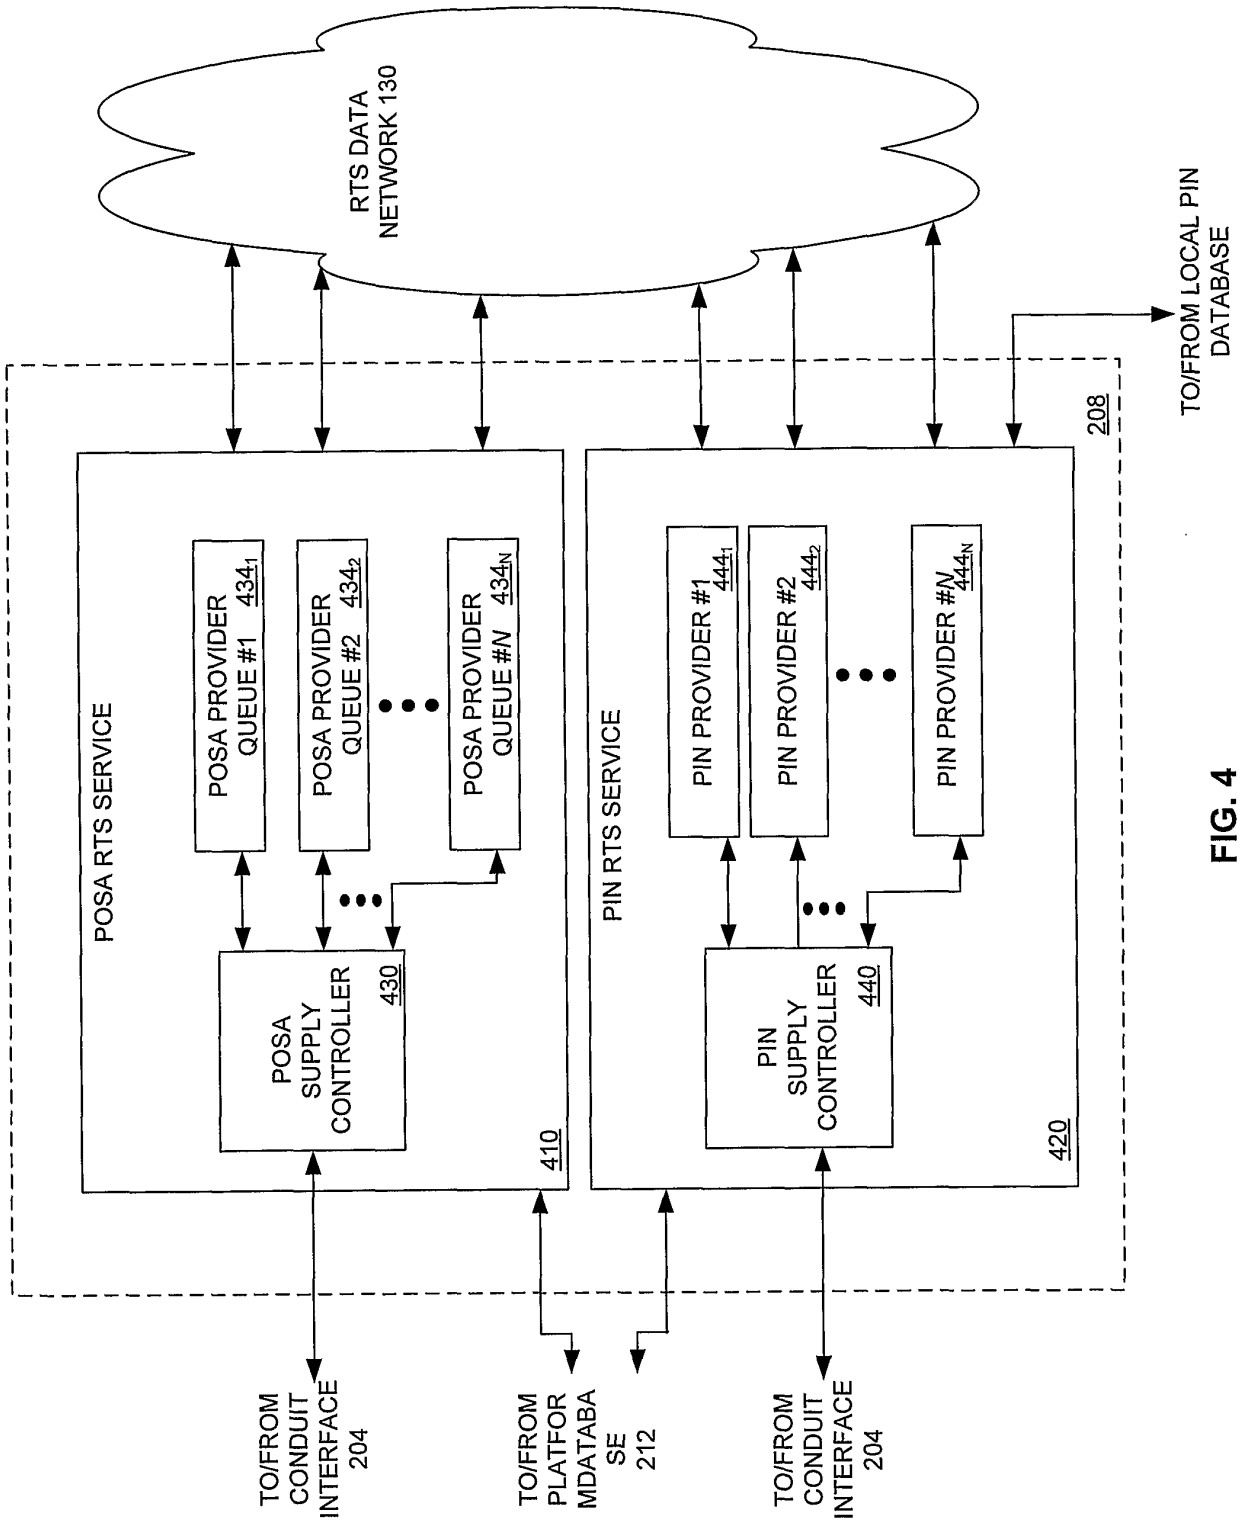 TO/FROM
CONDUIT
INTERFACE
204
TO/FROM
PLATFOR
MDATABA
SE
212
TO/FROM
CONDUIT
INTERFACE
204
POSA RTS SERVICE
POSA
SUPPLY
CONTROLLER
430
POSA PROVIDER
QUEUE #1 434₁
POSA PROVIDER
QUEUE #2 434₂
POSA PROVIDER
QUEUE #N 434N
410
PIN RTS SERVICE
PIN
SUPPLY
CONTROLLER
440
PIN PROVIDER #1
444₁
PIN PROVIDER #2
444₂
PIN PROVIDER #N
444N
420
208
RTS DATA
NETWORK 130
TO/FROM LOCAL PIN
DATABASE
FIG. 4